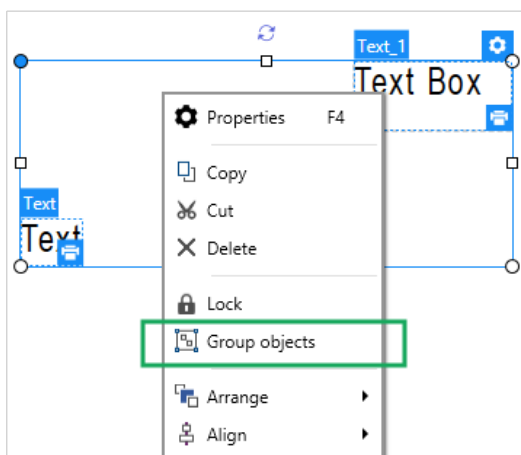 Text_1
Text Box
Properties F4
Copy
Text
Cut
Text
Delete
Lock
Group objects
Arrange
Align